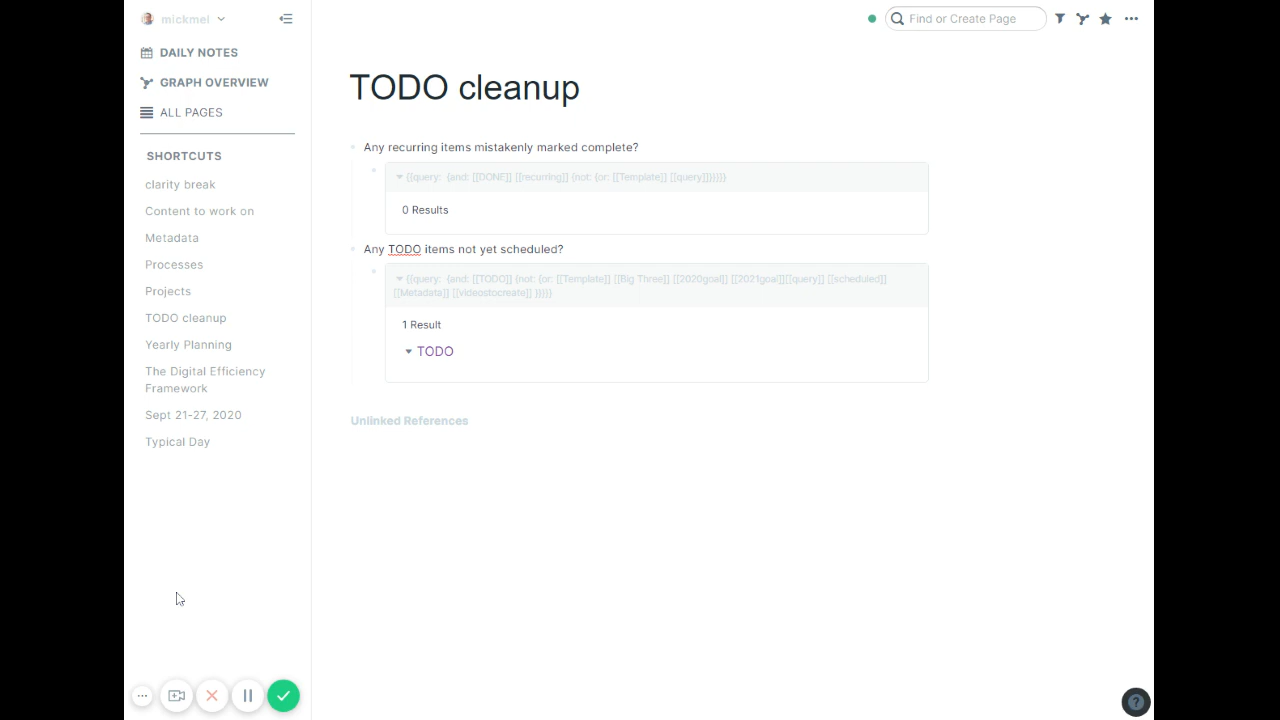 mickmel
Find or Create Page
DAILY NOTES
GRAPH OVERVIEW
ALL PAGES
SHORTCUTS
clarity break
Content to work on
Metadata
Processes
Projects
TODO cleanup
Yearly Planning
The Digital Efficiency
Framework
Sept 21-27, 2020
Typical Day
TODO cleanup
Any recurring items mistakenly marked complete?
{{query: {and: [[DONE]] [[recurring]] {not: {or: [[Template]] [[query]]}}}}}
0 Results
Any TODO items not yet scheduled?
{{query: {and: [[TODO]] {not: {or: [[Template]] [[Big Three]] [[2020goal]] [[2021goal]][[query]] [[scheduled]]
[[Metadata]] [[videostocreate]] }}}}}
1 Result
TODO
Unlinked References
?